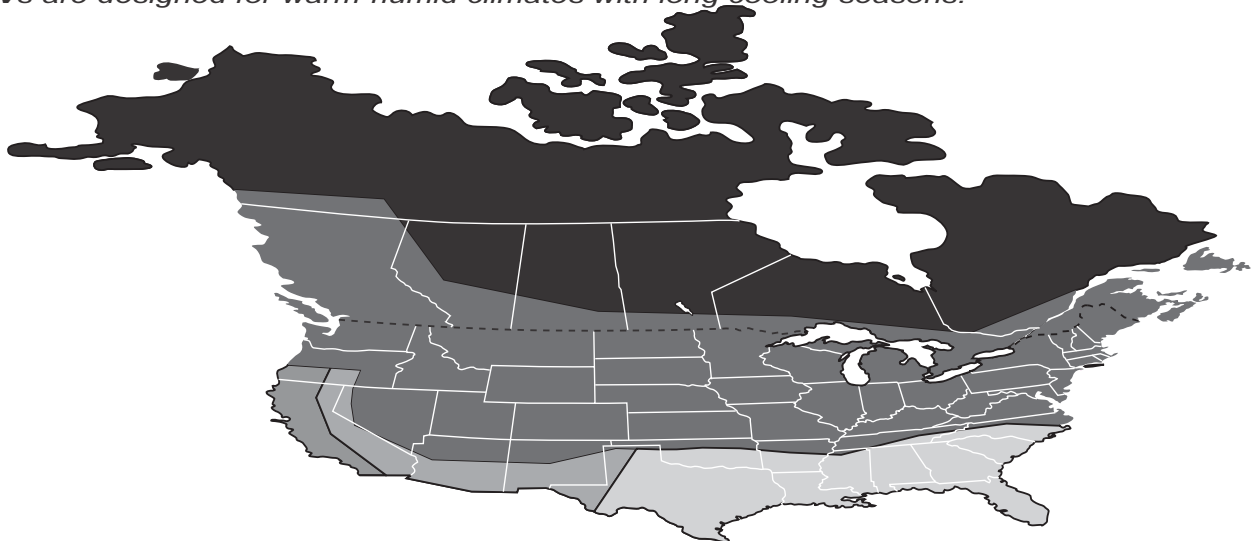 are designed for warm humid climates with long cooling seasons.